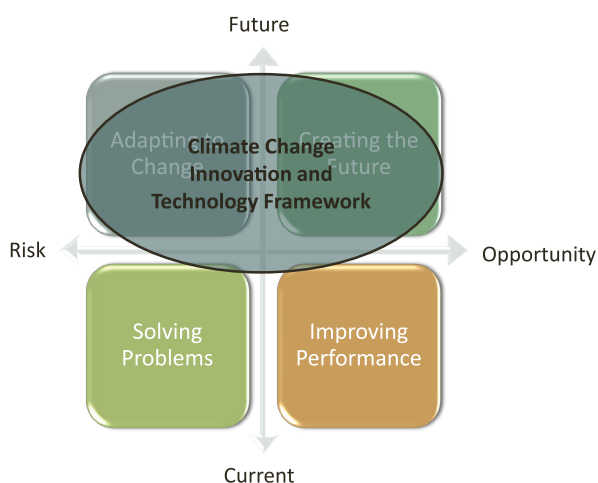 Future
Adapting to
Change
Creating the
Future
Climate Change
Innovation and
Technology Framework
Risk
Opportunity
Solving
Problems
Improving
Performance
Current